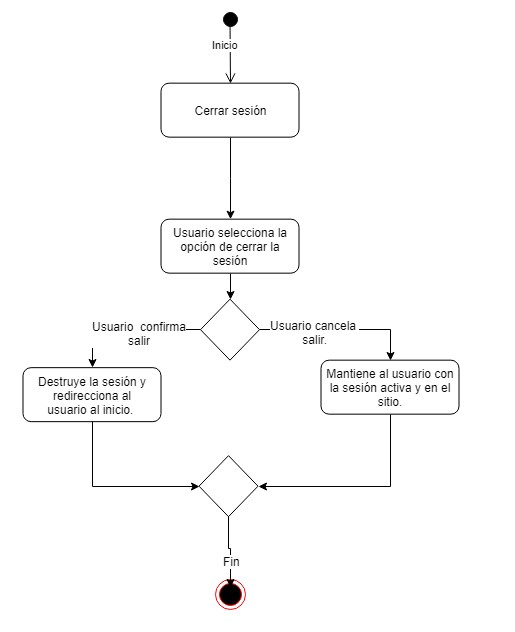 Inicio
Cerrar sesión
Usuario selecciona la
opción de cerrar la
sesión
Usuario  confirma
salir
Usuario cancela
salir.
Destruye la sesión y
redirecciona al
usuario al inicio.
Mantiene al usuario con
la sesión activa y en el
sitio.
Fin